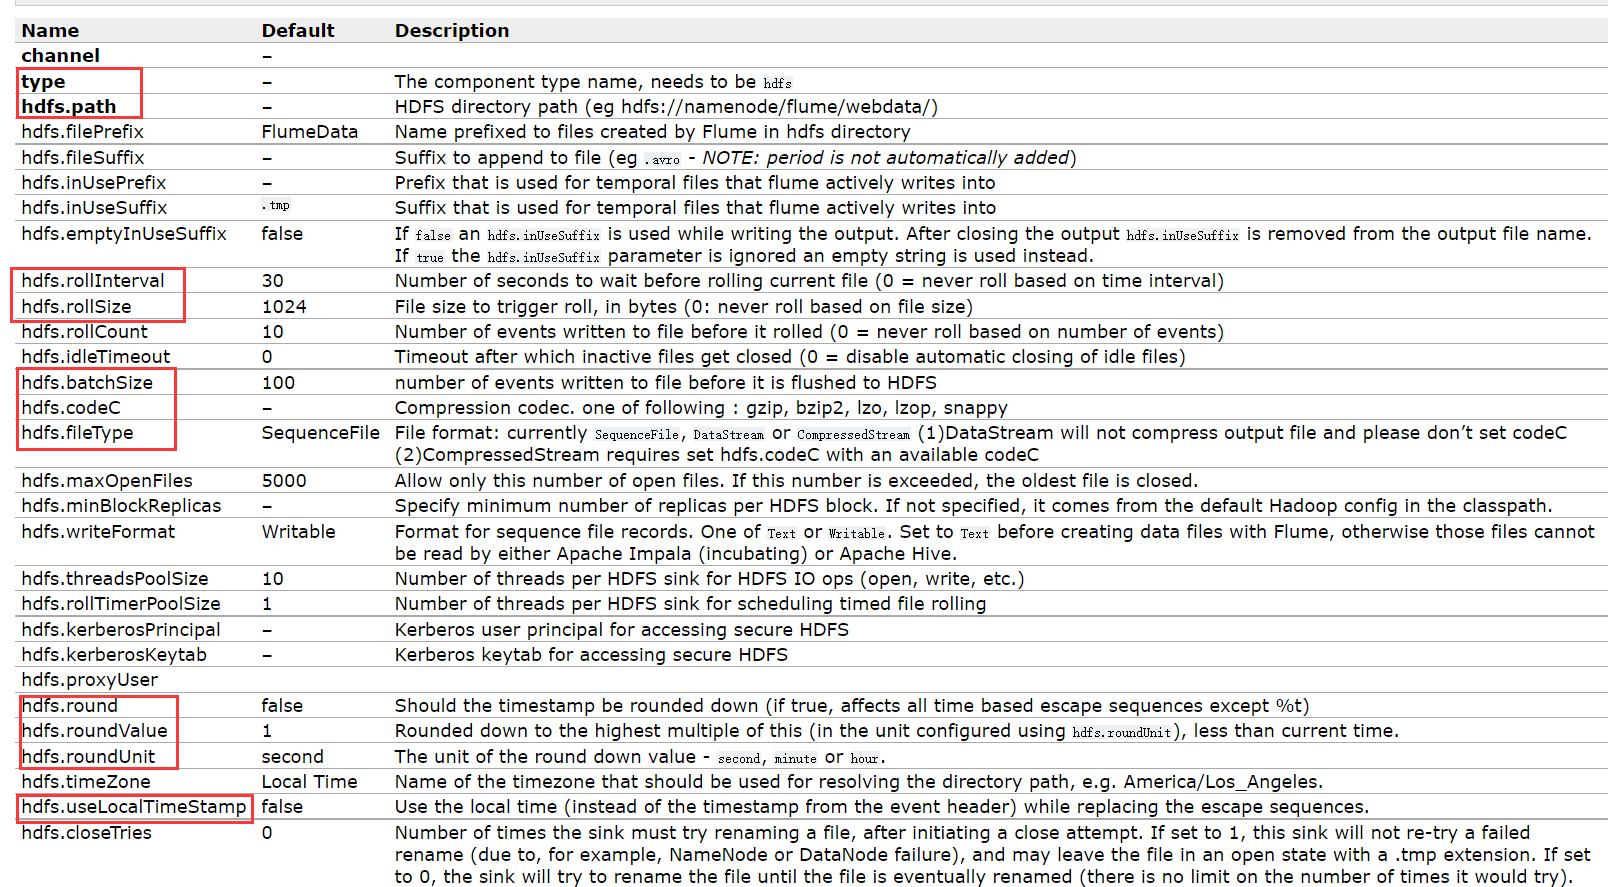 Name Default Description
channel –
type – The component type name, needs to be hdfs
hdfs.path – HDFS directory path (eg hdfs://namenode/flume/webdata/)
hdfs.filePrefix FlumeData Name prefixed to files created by Flume in hdfs directory
hdfs.fileSuffix – Suffix to append to file (eg .avro - NOTE: period is not automatically added)
hdfs.inUsePrefix – Prefix that is used for temporal files that flume actively writes into
hdfs.inUseSuffix .tmp Suffix that is used for temporal files that flume actively writes into
hdfs.emptyInUseSuffix false If false an hdfs.inUseSuffix is used while writing the output. After closing the output hdfs.inUseSuffix is removed from the output file name.
If true the hdfs.inUseSuffix parameter is ignored an empty string is used instead.
hdfs.rollInterval 30 Number of seconds to wait before rolling current file (0 = never roll based on time interval)
hdfs.rollSize 1024 File size to trigger roll, in bytes (0: never roll based on file size)
hdfs.rollCount 10 Number of events written to file before it rolled (0 = never roll based on number of events)
hdfs.idleTimeout 0 Timeout after which inactive files get closed (0 = disable automatic closing of idle files)
hdfs.batchSize 100 number of events written to file before it is flushed to HDFS
hdfs.codeC – Compression codec. one of following : gzip, bzip2, lzo, lzop, snappy
hdfs.fileType SequenceFile File format: currently SequenceFile, DataStream or CompressedStream (1)DataStream will not compress output file and please don’t set codeC
(2)CompressedStream requires set hdfs.codeC with an available codeC
hdfs.maxOpenFiles 5000 Allow only this number of open files. If this number is exceeded, the oldest file is closed.
hdfs.minBlockReplicas – Specify minimum number of replicas per HDFS block. If not specified, it comes from the default Hadoop config in the classpath.
hdfs.writeFormat Writable Format for sequence file records. One of Text or Writable. Set to Text before creating data files with Flume, otherwise those files cannot
be read by either Apache Impala (incubating) or Apache Hive.
hdfs.threadsPoolSize 10 Number of threads per HDFS sink for HDFS IO ops (open, write, etc.)
hdfs.rollTimerPoolSize 1 Number of threads per HDFS sink for scheduling timed file rolling
hdfs.kerberosPrincipal – Kerberos user principal for accessing secure HDFS
hdfs.kerberosKeytab – Kerberos keytab for accessing secure HDFS
hdfs.proxyUser
hdfs.round false Should the timestamp be rounded down (if true, affects all time based escape sequences except %t)
hdfs.roundValue 1 Rounded down to the highest multiple of this (in the unit configured using hdfs.roundUnit), less than current time.
hdfs.roundUnit second The unit of the round down value - second, minute or hour.
hdfs.timeZone Local Time Name of the timezone that should be used for resolving the directory path, e.g. America/Los_Angeles.
hdfs.useLocalTimeStamp false Use the local time (instead of the timestamp from the event header) while replacing the escape sequences.
hdfs.closeTries 0 Number of times the sink must try renaming a file, after initiating a close attempt. If set to 1, this sink will not re-try a failed
rename (due to, for example, NameNode or DataNode failure), and may leave the file in an open state with a .tmp extension. If set
to 0, the sink will try to rename the file until the file is eventually renamed (there is no limit on the number of times it would try).